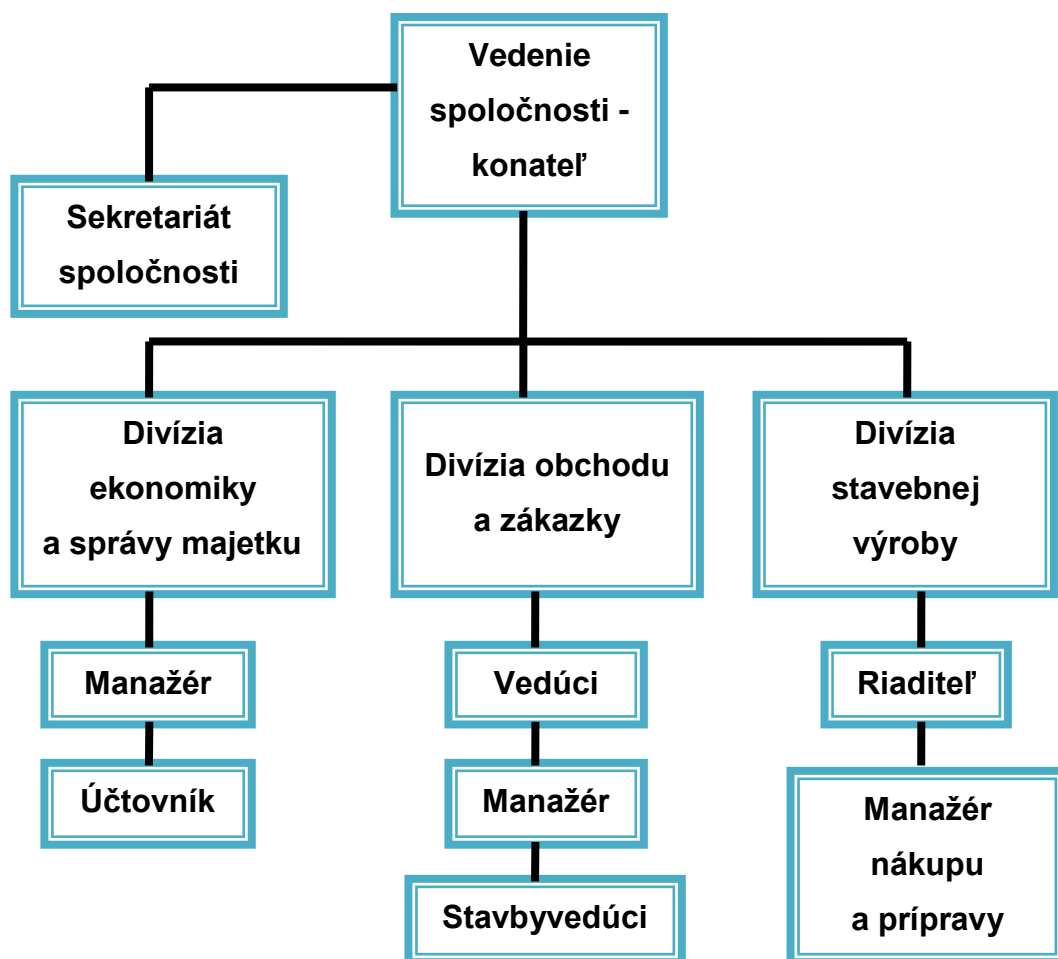 Vedenie
spoločnosti -
konateľ
Sekretariát
spoločnosti
Divízia
ekonomiky
a správy majetku
Divízia obchodu
a zákazky
Divízia
stavebnej
výroby
Manažér
Vedúci
Riaditeľ
Účtovník
Manažér
Manažér
nákupu
a prípravy
Stavbyvedúci